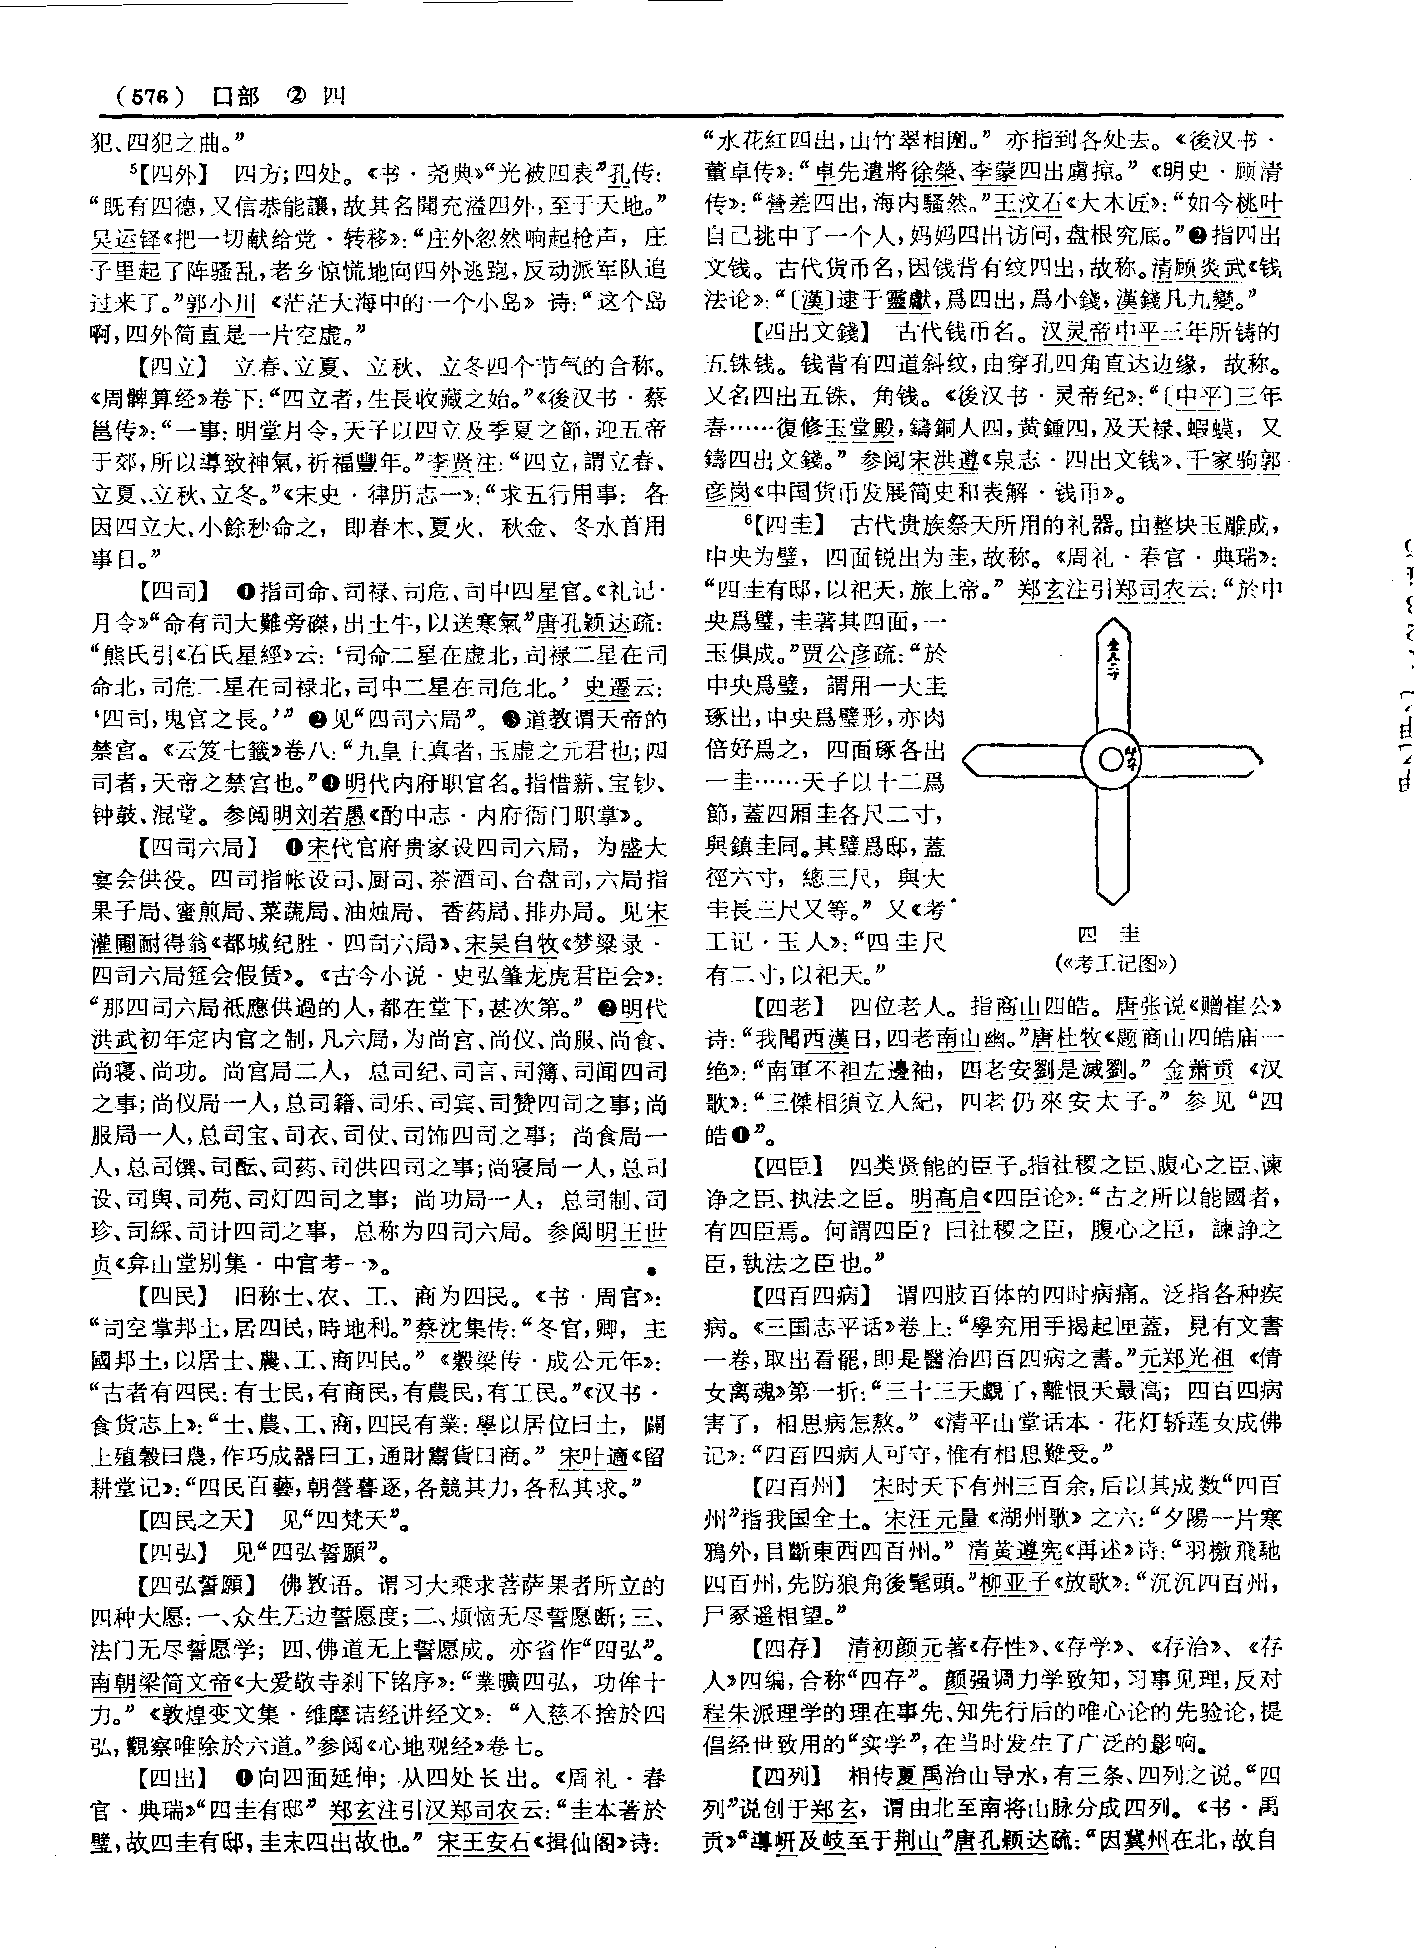 (576) 口部 ② 四
犯、四犯之曲。”
⁵【四外】 四方;四处。《书·尧典》“光被四表”孔传:
“既有四德,又信恭能讓,故其名聞充溢四外,至于天地。”
吴运铎《把一切献给党·转移》:“庄外忽然响起枪声, 庄
子里起了阵骚乱,老乡惊慌地向四外逃跑,反动派军队追
过来了。”郭小川 《茫茫大海中的一个小岛》 诗:“这个岛
啊,四外简直是一片空虚。”
【四立】 立春、立夏、 立秋、 立冬四个节气的合称。
《周髀算经》卷下:“四立者,生長收藏之始。”《後汉书·蔡
邕传》:“一事:明堂月令,天子以四立及季夏之節,迎五帝
于郊,所以導致神氣,祈福豐年。”李贤注:“四立,謂立春、
立夏、立秋、立冬。”《宋史·律历志一》:“求五行用事: 各
因四立大、小餘秒命之, 即春木、夏火、 秋金、 冬水首用
事日。”
【四司】 ❶指司命、司禄、司危、司中四星官。《礼记·
月令》“命有司大難旁磔,出土牛,以送寒氣”唐孔颖达疏:
“熊氏引《石氏星經》云:‘司命二星在虚北,司禄二星在司
命北,司危二星在司禄北,司中二星在司危北。’ 史遷云:
‘四司,鬼官之長。’” ❷见“四司六局”。 ❸道教谓天帝的
禁宫。《云笈七籤》卷八:“九皇上真者,玉虚之元君也;四
司者,天帝之禁宫也。”❹明代内府职官名。指惜薪、宝钞、
钟鼓、混堂。参阅明刘若愚《酌中志·内府衙门职掌》。
【四司六局】 ❶宋代官府贵家设四司六局, 为盛大
宴会供役。四司指帐设司、厨司、茶酒司、台盘司,六局指
果子局、蜜煎局、菜蔬局、油烛局、 香药局、排办局。见宋
灌圃耐得翁《都城纪胜·四司六局》、宋吴自牧《梦粱录·
四司六局筵会假赁》。《古今小说·史弘肇龙虎君臣会》:
“那四司六局祗應供過的人,都在堂下,甚次第。” ❷明代
洪武初年定内官之制,凡六局,为尚宫、尚仪、尚服、尚食、
尚寝、尚功。尚宫局二人, 总司纪、司言、司簿、司闻四司
之事;尚仪局一人,总司籍、司乐、司宾、司赞四司之事;尚
服局一人,总司宝、司衣、司仗、司饰四司之事; 尚食局一
人,总司馔、司酝、司药、司供四司之事;尚寝局一人,总司
设、司舆、司苑、司灯四司之事; 尚功局一人, 总司制、司
珍、司綵、司计四司之事, 总称为四司六局。参阅明王世
贞《弇山堂别集·中官考一》。
【四民】 旧称士、农、 工、 商为四民。《书·周官》:
“司空掌邦土,居四民,時地利。”蔡沈集传:“冬官,卿, 主
國邦土,以居士、農、工、商四民。” 《穀梁传·成公元年》:
“古者有四民:有士民,有商民,有農民,有工民。”《汉书·
食货志上》:“士、農、工、商,四民有業:學以居位曰士, 闢
土殖穀曰農,作巧成器曰工,通財鬻貨曰商。” 宋叶適《留
耕堂记》:“四民百藝,朝營暮逐,各競其力,各私其求。”
【四民之天】 见“四梵天”。
【四弘】 见“四弘誓願”。
【四弘誓願】 佛教语。谓习大乘求菩萨果者所立的
四种大愿:一、众生无边誓愿度;二、烦恼无尽誓愿断;三、
法门无尽誓愿学; 四、佛道无上誓愿成。亦省作“四弘”。
南朝梁简文帝《大爱敬寺刹下铭序》:“業曠四弘, 功侔十
力。” 《敦煌变文集·维摩诘经讲经文》: “入慈不捨於四
弘,觀察唯除於六道。”参阅《心地观经》卷七。
【四出】 ❶向四面延伸; 从四处长出。《周礼·春
官·典瑞》“四圭有邸” 郑玄注引汉郑司农云:“圭本著於
璧,故四圭有邸,圭末四出故也。” 宋王安石《揖仙阁》诗:
“水花紅四出,山竹翠相圍。” 亦指到各处去。《後汉书·
董卓传》:“卓先遣將徐榮、李蒙四出虜掠。” 《明史·顾清
传》:“營差四出,海内騷然。”王汶石《大木匠》:“如今桃叶
自己挑中了一个人,妈妈四出访问,盘根究底。”❷指四出
文钱。古代货币名,因钱背有纹四出,故称。清顾炎武《钱
法论》:“〔漢〕逮于靈獻,爲四出,爲小錢,漢錢凡九變。”
【四出文錢】 古代钱币名。汉灵帝中平三年所铸的
五铢钱。钱背有四道斜纹,由穿孔四角直达边缘, 故称。
又名四出五铢、角钱。《後汉书·灵帝纪》:“〔中平〕三年
春……復修玉堂殿,鑄銅人四,黄鍾四,及天禄、蝦蟆, 又
鑄四出文錢。” 参阅宋洪遵《泉志·四出文钱》、千家驹郭
彦岗《中国货币发展简史和表解·钱币》。
⁶【四圭】 古代贵族祭天所用的礼器。由整块玉雕成,
中央为璧, 四面锐出为圭,故称。《周礼·春官·典瑞》:
“四圭有邸,以祀天,旅上帝。” 郑玄注引郑司农云:“於中
央爲璧,圭著其四面,一
玉俱成。”贾公彦疏:“於
中央爲璧, 謂用一大圭
琢出,中央爲璧形,亦肉
倍好爲之, 四面琢各出
一圭……天子以十二爲
節,蓋四厢圭各尺二寸,
與鎮圭同。其璧爲邸,蓋
徑六寸, 總三尺, 與大
圭長三尺又等。” 又《考
工记·玉人》:“四圭尺
有二寸,以祀天。”
四 圭
(《考工记图》)
【四老】 四位老人。指商山四皓。唐张说《赠崔公》
诗:“我聞西漢日,四老南山幽。”唐杜牧《题商山四皓庙一
绝》:“南軍不袒左邊袖, 四老安劉是滅劉。” 金萧贡 《汉
歌》:“三傑相須立人紀, 四老仍來安太子。” 参见 “四
皓❶”。
【四臣】 四类贤能的臣子。指社稷之臣、腹心之臣、谏
诤之臣、执法之臣。明高启《四臣论》:“古之所以能國者,
有四臣焉。何謂四臣? 曰社稷之臣, 腹心之臣, 諫諍之
臣,執法之臣也。”
【四百四病】 谓四肢百体的四时病痛。泛指各种疾
病。《三国志平话》卷上:“學究用手揭起匣蓋, 見有文書
一卷,取出看罷,即是醫治四百四病之書。”元郑光祖 《倩
女离魂》第一折:“三十三天覷了,離恨天最高; 四百四病
害了, 相思病怎熬。” 《清平山堂话本·花灯轿莲女成佛
记》:“四百四病人可守,惟有相思難受。”
【四百州】 宋时天下有州三百余,后以其成数“四百
州”指我国全土。宋汪元量 《湖州歌》 之六:“夕陽一片寒
鴉外,目斷東西四百州。” 清黄遵宪《再述》诗:“羽檄飛馳
四百州,先防狼角後髦頭。”柳亚子《放歌》:“沉沉四百州,
尸冢遥相望。”
【四存】 清初颜元著《存性》、《存学》、 《存治》、 《存
人》四编,合称“四存”。颜强调力学致知,习事见理,反对
程朱派理学的理在事先、知先行后的唯心论的先验论,提
倡经世致用的“实学”,在当时发生了广泛的影响。
【四列】 相传夏禹治山导水,有三条、四列之说。“四
列”说创于郑玄, 谓由北至南将山脉分成四列。《书·禹
贡》“導岍及岐至于荆山”唐孔颖达疏:“因冀州在北,故自